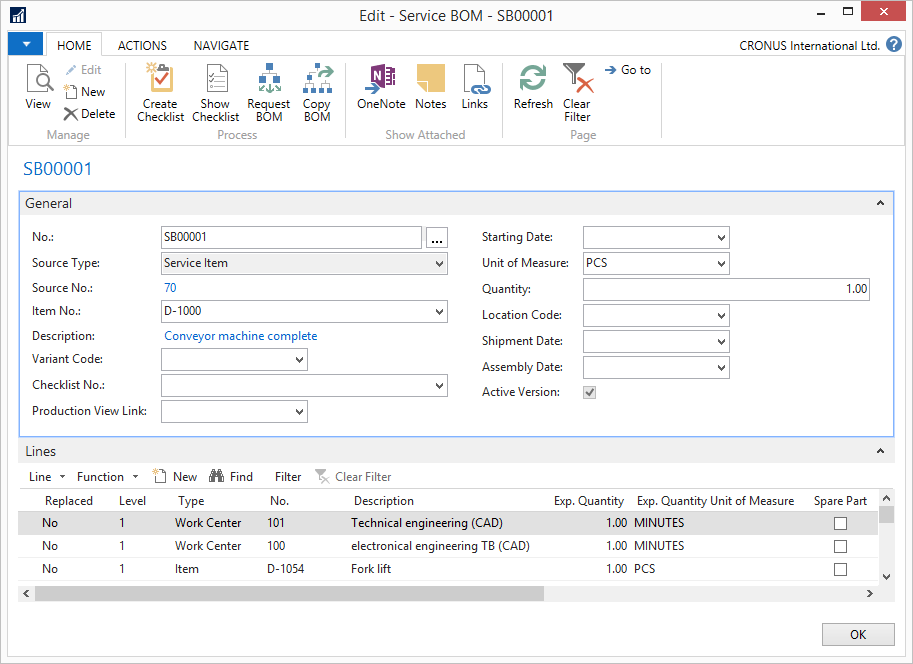 Edit - Service BOM - SB00001
HOME ACTIONS NAVIGATE CRONUS International Ltd. ?
View
Edit
New
Delete
Manage
Create Checklist
Show Checklist
Request BOM
Copy BOM
Process
OneNote
Notes
Links
Show Attached
Refresh
Clear Filter
Go to
Page
SB00001
General
No.: SB00001 ...
Source Type: Service Item
Source No.: 70
Item No.: D-1000
Description: Conveyor machine complete
Variant Code:
Checklist No.:
Production View Link:
Starting Date:
Unit of Measure: PCS
Quantity: 1.00
Location Code:
Shipment Date:
Assembly Date:
Active Version:
Lines
Line Function New Find Filter Clear Filter
Replaced Level Type No. Description Exp. Quantity Exp. Quantity Unit of Measure Spare Part
No 1 Work Center 101 Technical engineering (CAD) 1.00 MINUTES
No 1 Work Center 100 electronical engineering TB (CAD) 1.00 MINUTES
No 1 Item D-1054 Fork lift 1.00 PCS
OK